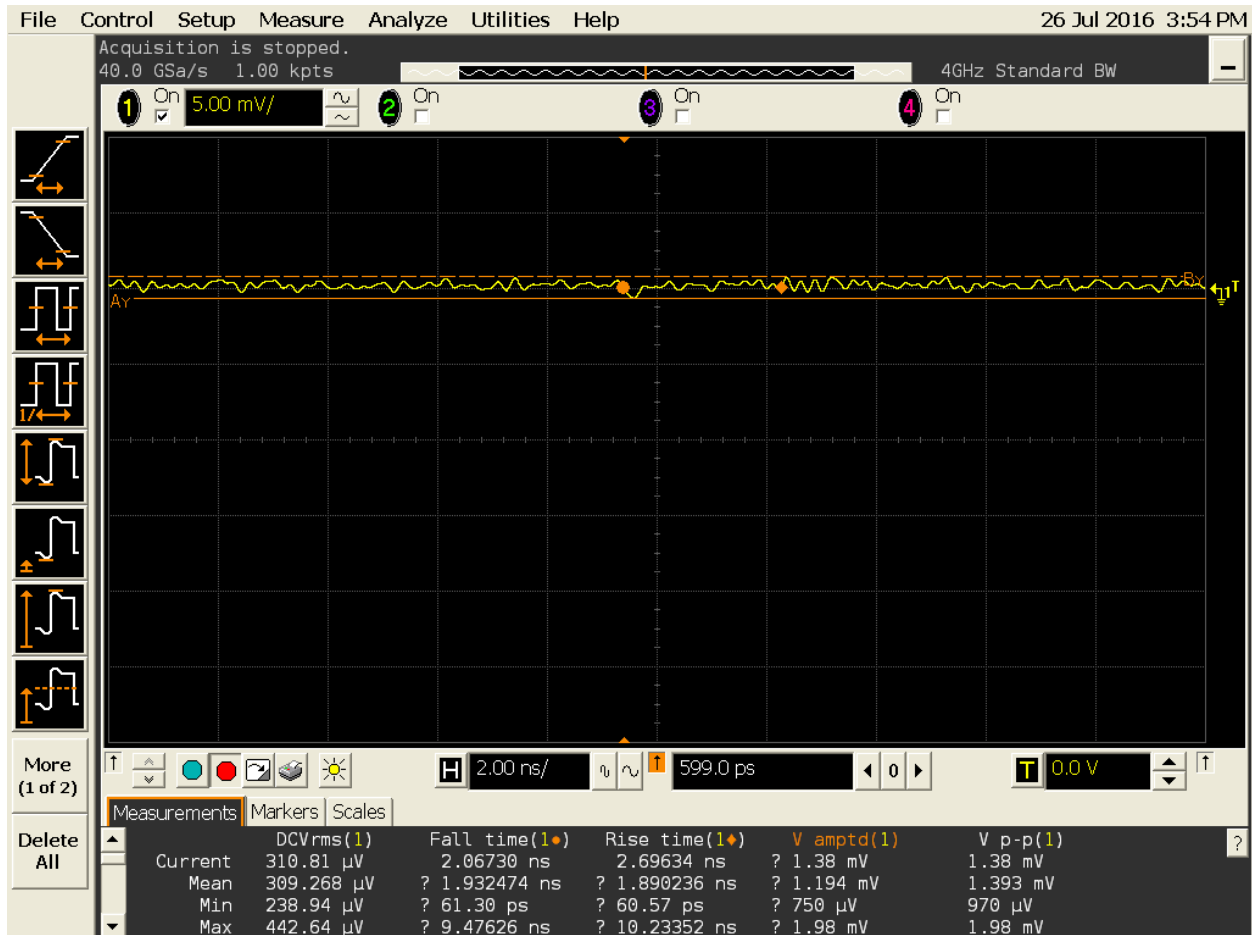 File Control Setup Measure Analyze Utilities Help 26 Jul 2016 3:54 PM
Acquisition is stopped.
40.0 GSa/s 1.00 kpts 4GHz Standard BW
1 On 5.00 mV/ 2 On 3 On 4 On
By
Ay
1 T
1/
More
(1 of 2)
H 2.00 ns/ 599.0 ps 0 T 0.0 V
Measurements Markers Scales
Delete
All
DCVrms(1) Fall time(1●) Rise time(1♦) V amptd(1) V p-p(1) ?
Current 310.81 µV 2.06730 ns 2.69634 ns ? 1.38 mV 1.38 mV
Mean 309.268 µV ? 1.932474 ns ? 1.890236 ns ? 1.194 mV 1.393 mV
Min 238.94 µV ? 61.30 ps ? 60.57 ps ? 750 µV 970 µV
Max 442.64 µV ? 9.47626 ns ? 10.23352 ns ? 1.98 mV 1.98 mV